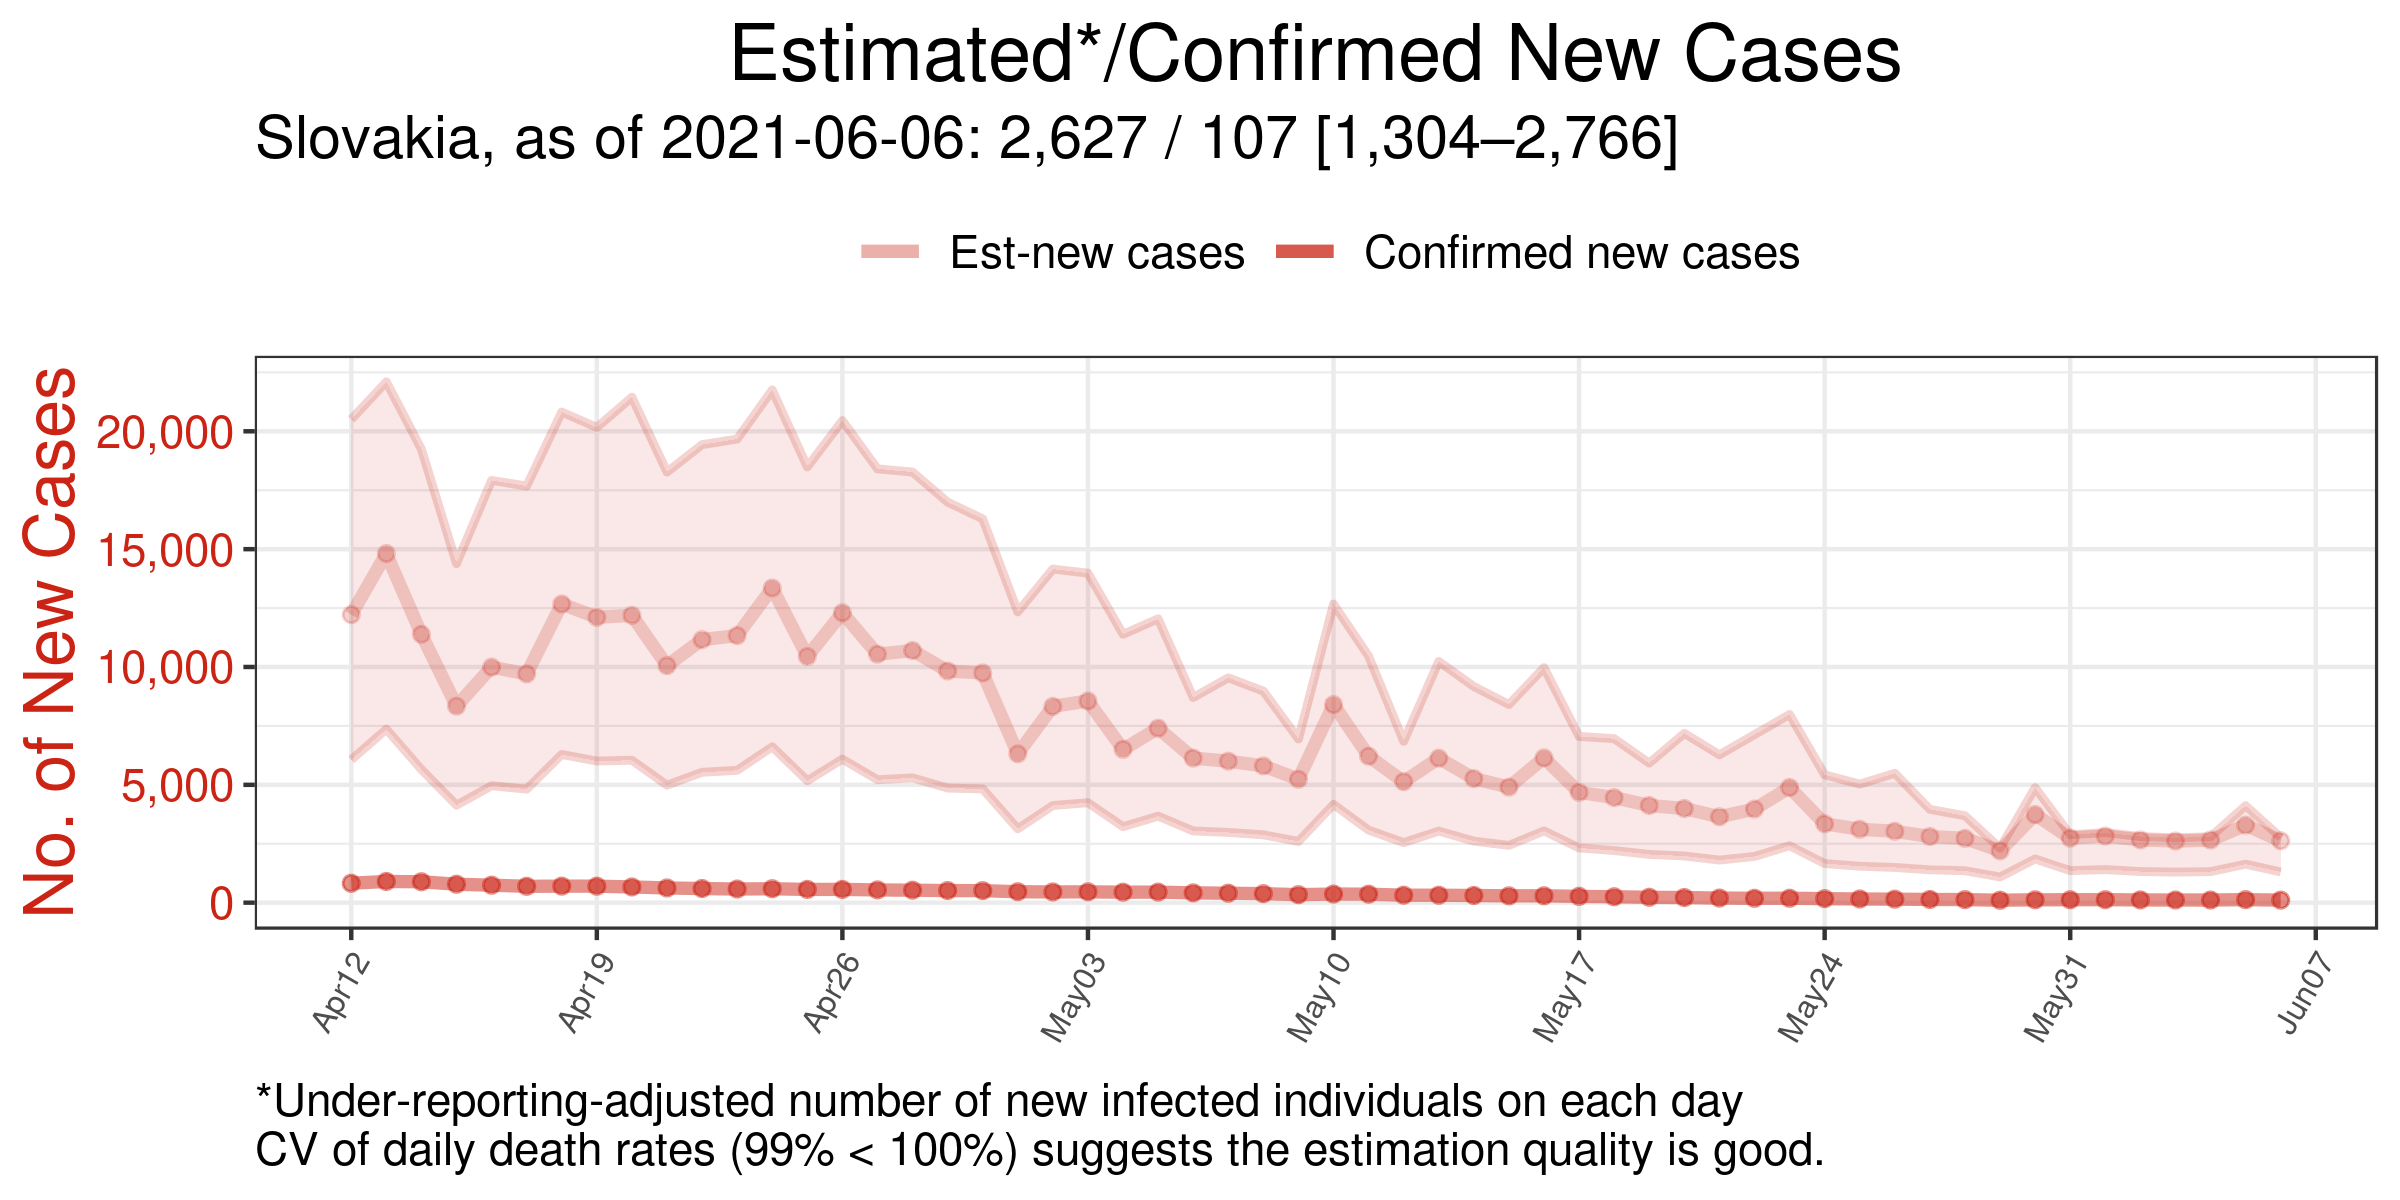 Estimated*/Confirmed New Cases
Slovakia, as of 2021-06-06: 2,627 / 107 [1,304–2,766]
Est-new cases
Confirmed new cases
No. of New Cases
20,000
15,000
10,000
5,000
0
Apr12
Apr19
Apr26
May03
May10
May17
May24
May31
Jun07
*Under-reporting-adjusted number of new infected individuals on each day
CV of daily death rates (99% < 100%) suggests the estimation quality is good.